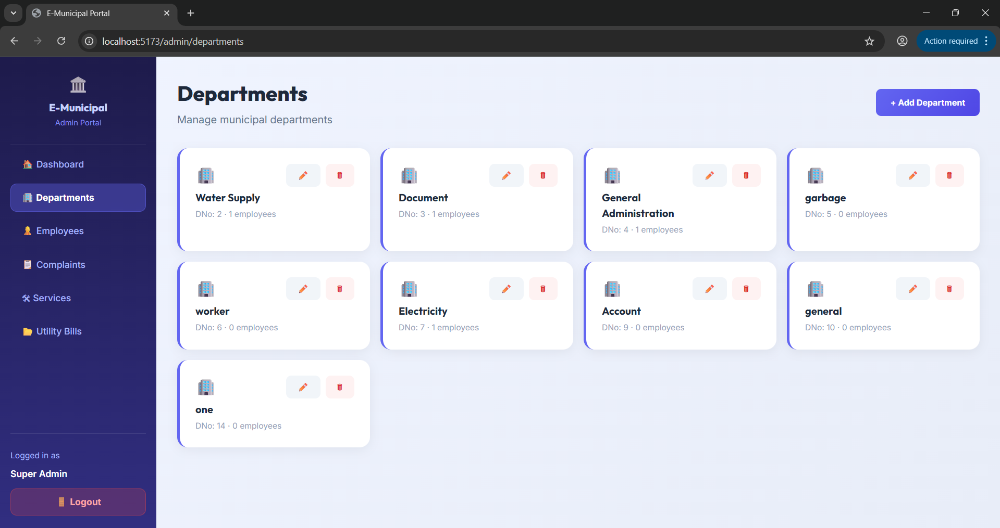 E-Municipal Portal
localhost:5173/admin/departments
Action required
E-Municipal
Admin Portal
Dashboard
Departments
Employees
Complaints
Services
Utility Bills
Logged in as
Super Admin
Logout
Departments
Manage municipal departments
+ Add Department
Water Supply
DNo: 2 · 1 employees
Document
DNo: 3 · 1 employees
General
Administration
DNo: 4 · 1 employees
garbage
DNo: 5 · 0 employees
worker
DNo: 6 · 0 employees
Electricity
DNo: 7 · 1 employees
Account
DNo: 9 · 0 employees
general
DNo: 10 · 0 employees
one
DNo: 14 · 0 employees